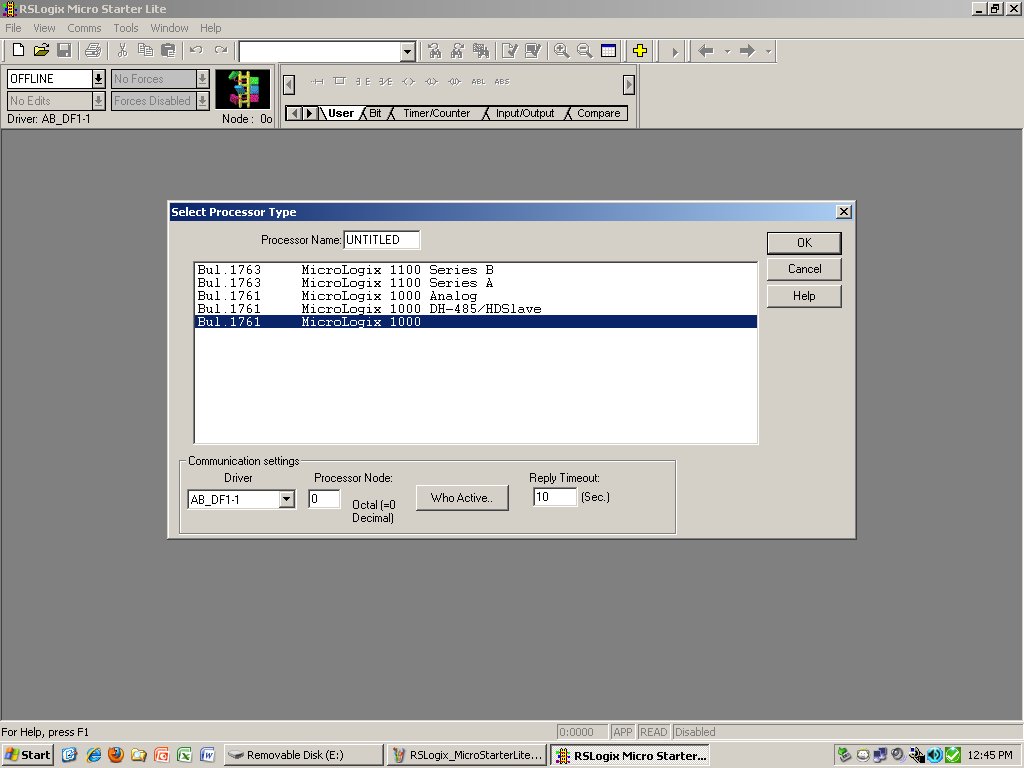 RSLogix Micro Starter Lite
File View Comms Tools Window Help
OFFLINE No Forces
No Edits Forces Disabled
Driver: AB_DF1-1 Node : 0o
ABL ABS
User Bit Timer/Counter Input/Output Compare
Select Processor Type
Processor Name: UNTITLED
OK
Cancel
Help
Bul.1763 MicroLogix 1100 Series B
Bul.1763 MicroLogix 1100 Series A
Bul.1761 MicroLogix 1000 Analog
Bul.1761 MicroLogix 1000 DH-485/HDSlave
Bul.1761 MicroLogix 1000
Communication settings
Driver Processor Node: Reply Timeout:
AB_DF1-1 0 Octal (=0 Who Active.. 10 (Sec.)
Decimal)
For Help, press F1 0:0000 APP READ Disabled
Start Removable Disk (E:) RSLogix_MicroStarterLite... RSLogix Micro Starter... 12:45 PM